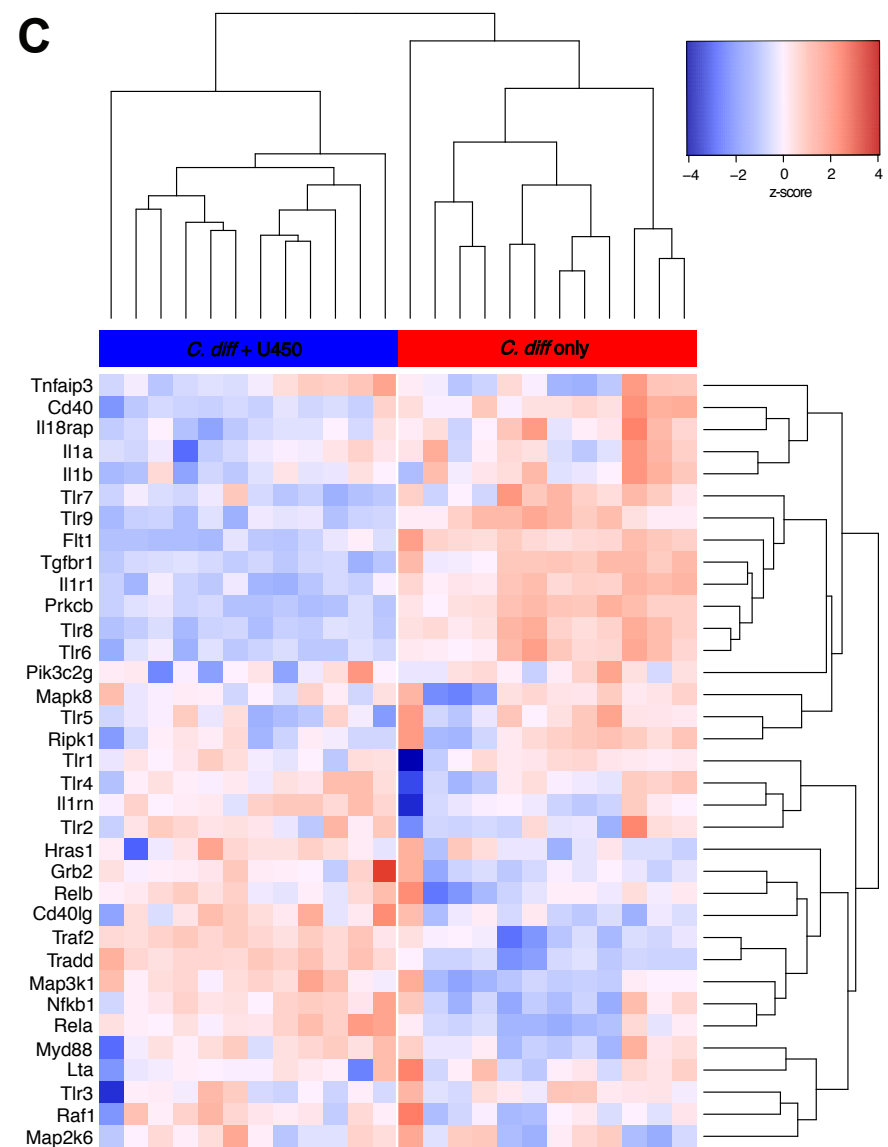 C
−4 −2 0 2 4
z-score
C. diff + U450 C. diff only
Tnfaip3
Cd40
Il18rap
Il1a
Il1b
Tlr7
Tlr9
Flt1
Tgfbr1
Il1r1
Prkcb
Tlr8
Tlr6
Pik3c2g
Mapk8
Tlr5
Ripk1
Tlr1
Tlr4
Il1rn
Tlr2
Hras1
Grb2
Relb
Cd40lg
Traf2
Tradd
Map3k1
Nfkb1
Rela
Myd88
Lta
Tlr3
Raf1
Map2k6